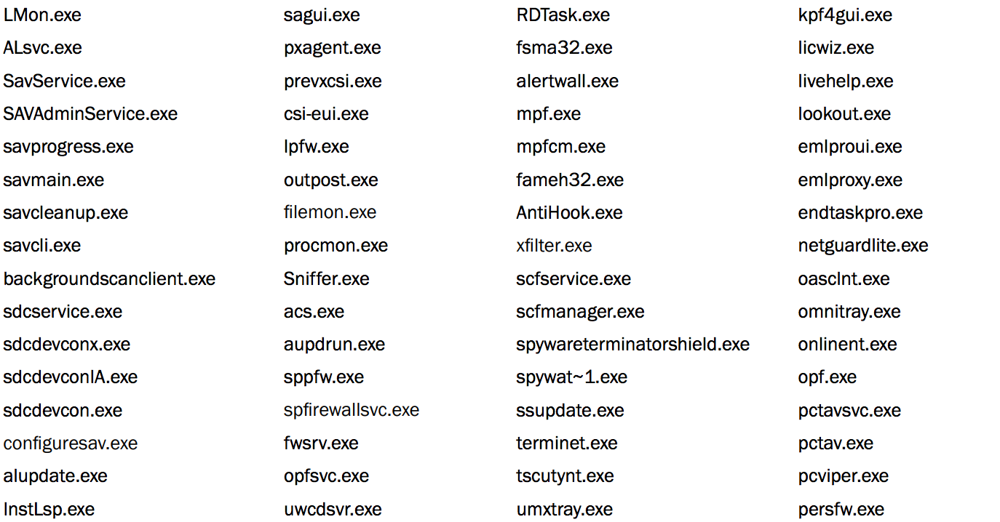 LMon.exe sagui.exe RDTask.exe kpf4gui.exe
ALsvc.exe pxagent.exe fsma32.exe licwiz.exe
SavService.exe prevxcsi.exe alertwall.exe livehelp.exe
SAVAdminService.exe csi-eui.exe mpf.exe lookout.exe
savprogress.exe lpfw.exe mpfcm.exe emlproui.exe
savmain.exe outpost.exe fameh32.exe emlproxy.exe
savcleanup.exe filemon.exe AntiHook.exe endtaskpro.exe
savcli.exe procmon.exe xfilter.exe netguardlite.exe
backgroundscanclient.exe Sniffer.exe scfservice.exe oasclnt.exe
sdcservice.exe acs.exe scfmanager.exe omnitray.exe
sdcdevconx.exe aupdrun.exe spywareterminatorshield.exe onlinent.exe
sdcdevconIA.exe sppfw.exe spywat~1.exe opf.exe
sdcdevcon.exe spfirewallsvc.exe ssupdate.exe pctavsvc.exe
configuresav.exe fwsrv.exe terminet.exe pctav.exe
alupdate.exe opfsvc.exe tscutynt.exe pcviper.exe
InstLsp.exe uwcdsvr.exe umxtray.exe persfw.exe